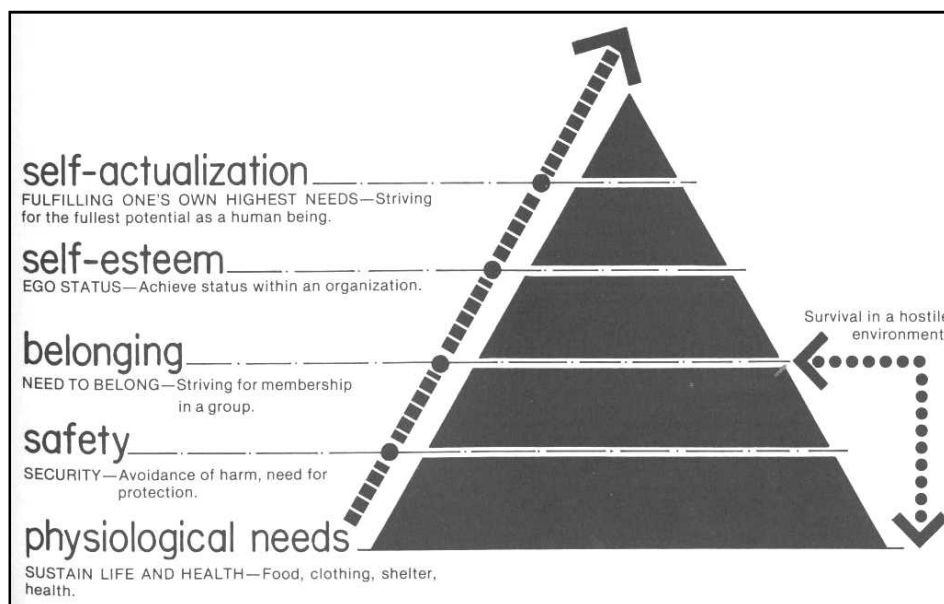 self-actualization
FULFILLING ONE'S OWN HIGHEST NEEDS—Striving
for the fullest potential as a human being.
self-esteem
EGO STATUS—Achieve status within an organization.
Survival in a hostile
environment
belonging
NEED TO BELONG—Striving for membership
in a group.
safety
SECURITY—Avoidance of harm, need for
protection.
physiological needs
SUSTAIN LIFE AND HEALTH—Food, clothing, shelter,
health.